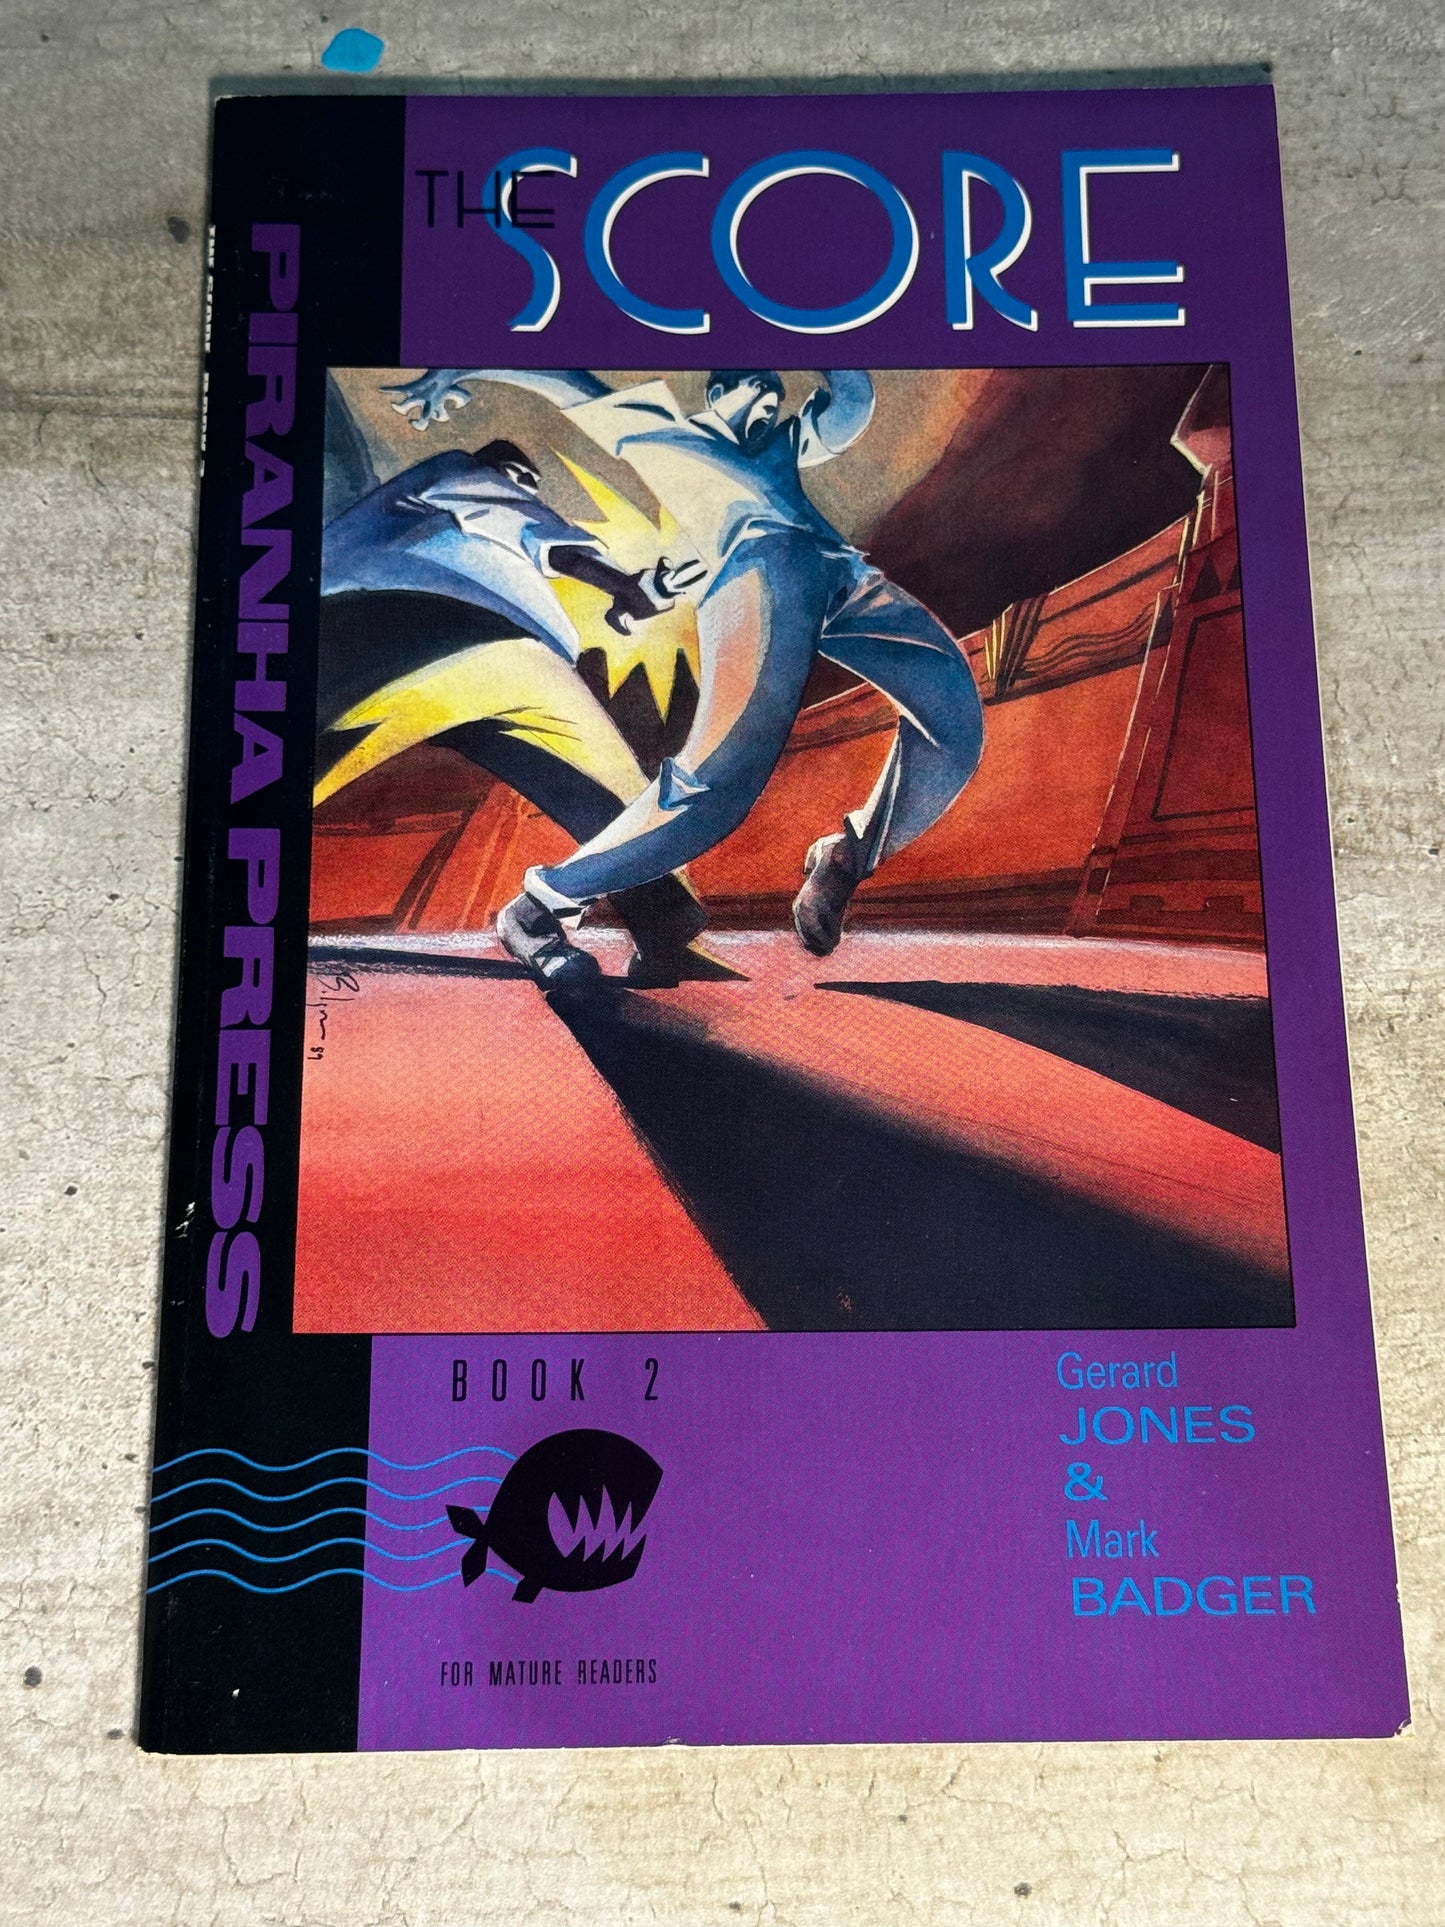 THE SCORE
PIRANHA PRESS
BOOK 2
Gerard
JONES
&
Mark
BADGER
FOR MATURE READERS